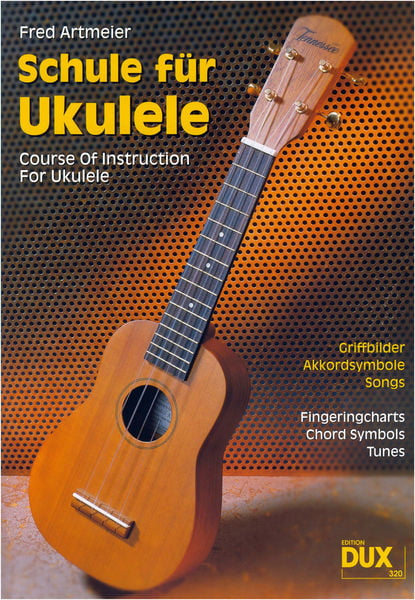 Fred Artmeier
Schule für
Ukulele
Course Of Instruction
For Ukulele
Tennessee
Griffbilder
Akkordsymbole
Songs
Fingeringcharts
Chord Symbols
Tunes
EDITION
DUX
320